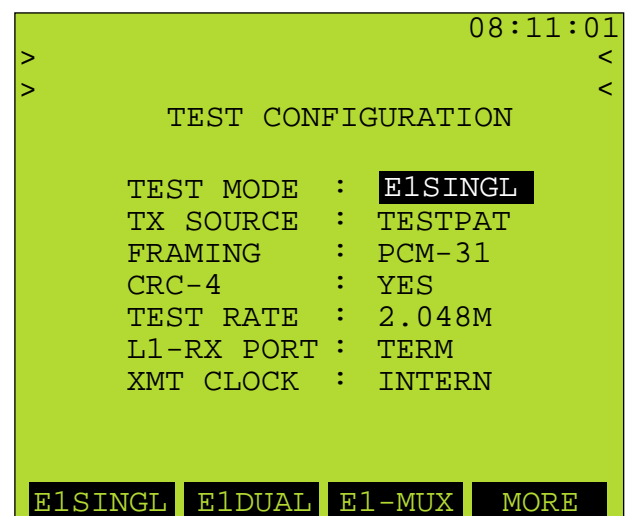 08:11:01
> <
> <
TEST CONFIGURATION
TEST MODE : E1SINGL
TX SOURCE : TESTPAT
FRAMING : PCM-31
CRC-4 : YES
TEST RATE : 2.048M
L1-RX PORT : TERM
XMT CLOCK : INTERN
E1SINGL E1DUAL E1-MUX MORE